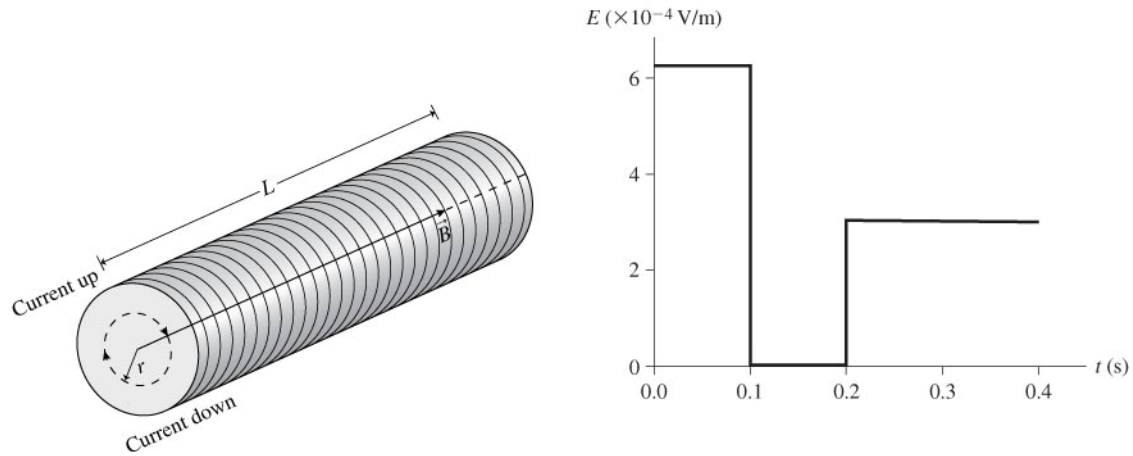 L
B
Current up
r
Current down
E (×10⁻⁴ V/m)
6
4
2
0
0.0 0.1 0.2 0.3 0.4
t (s)